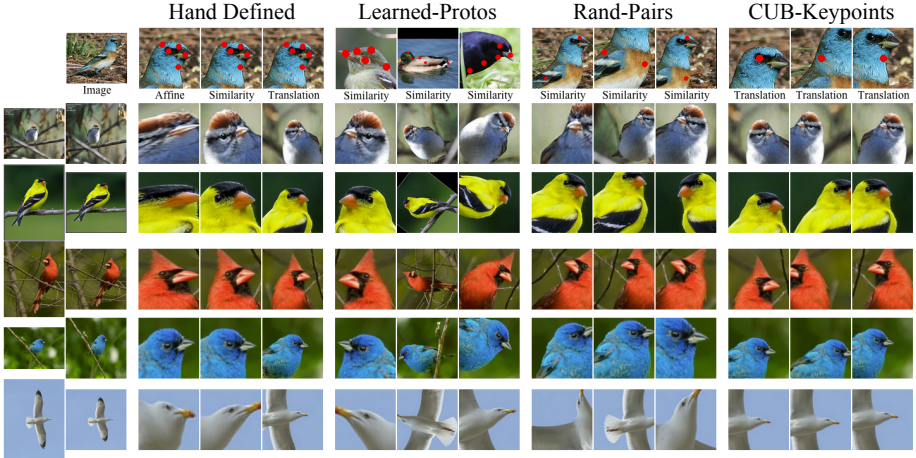 Hand Defined Learned-Protos Rand-Pairs CUB-Keypoints
Image Affine Similarity Translation Similarity Similarity Similarity Similarity Similarity Similarity Translation Translation Translation